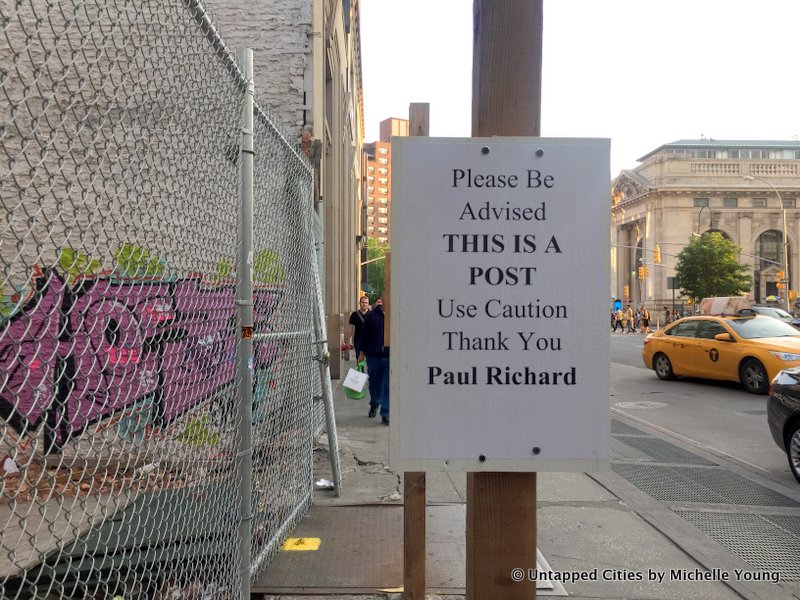 Please Be
Advised
THIS IS A
POST
Use Caution
Thank You
Paul Richard
© Untapped Cities by Michelle Young